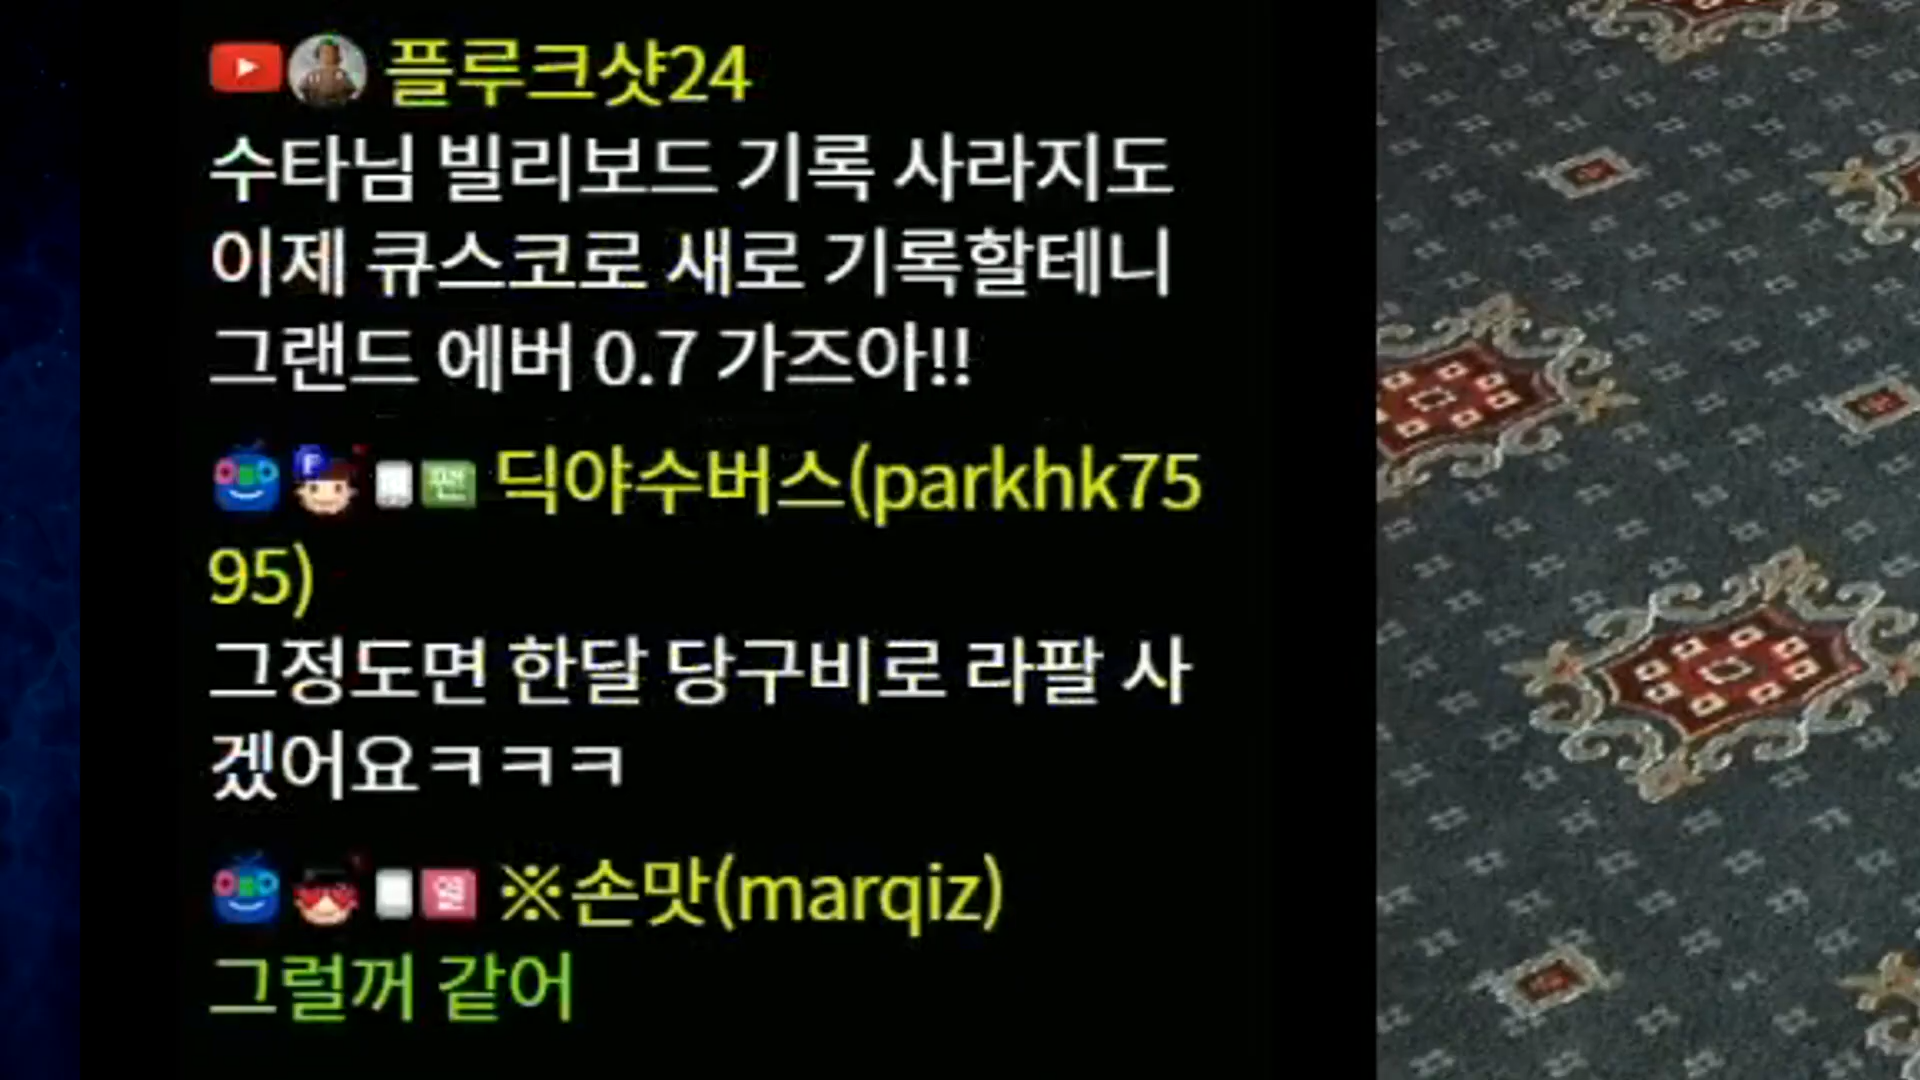 플루크샷24
수타님 빌리보드 기록 사라지도
이제 큐스코로 새로 기록할테니
그랜드 에버 0.7 가즈아!!
팬 딕야수버스(parkhk75
95)
그정도면 한달 당구비로 라팔 사
겠어요ㅋㅋㅋ
열 ※손맛(marqiz)
그럴꺼 같어